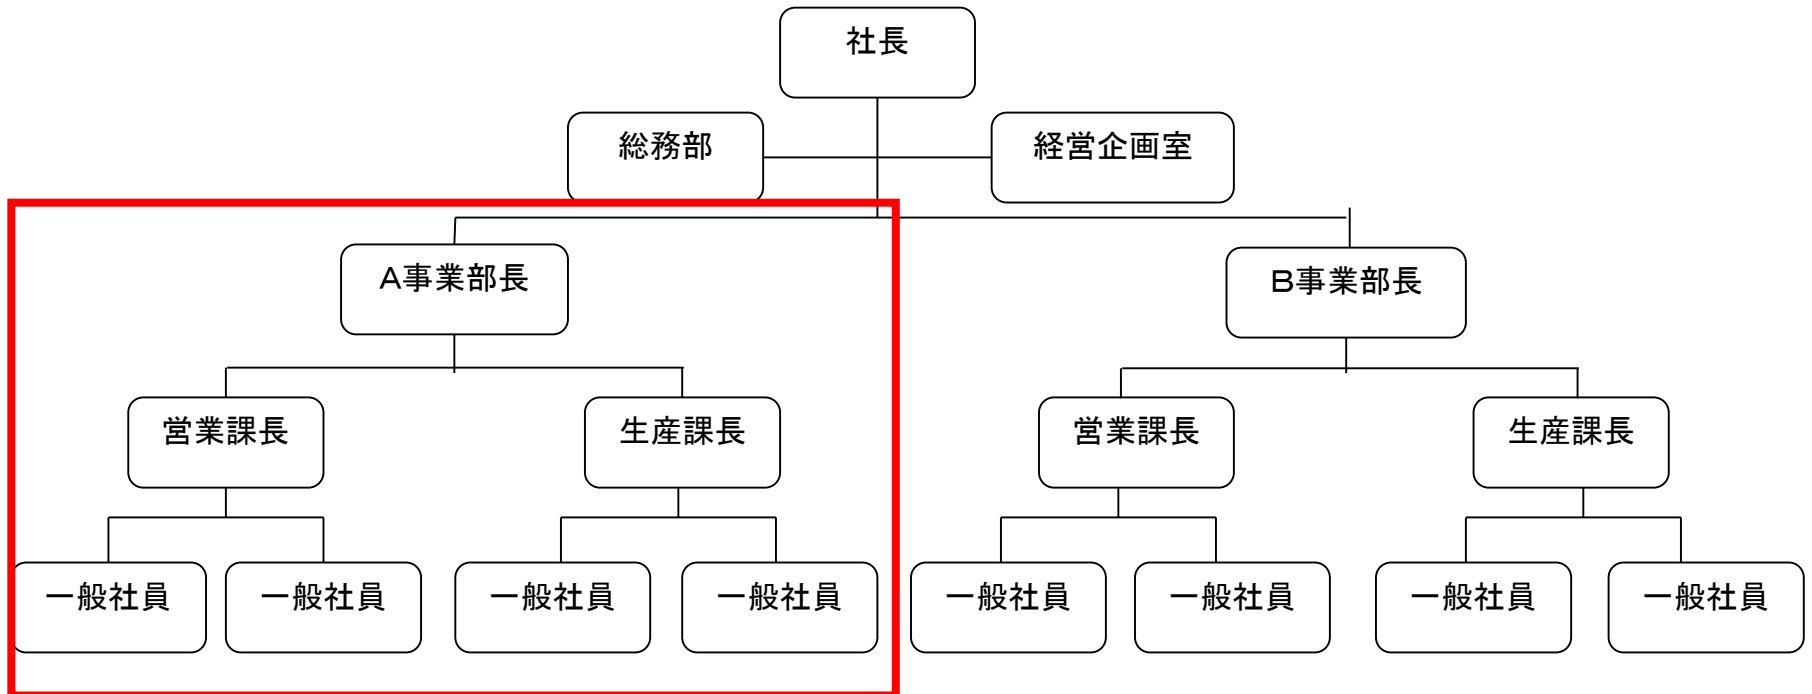 社長
総務部
経営企画室
A事業部長
B事業部長
営業課長
生産課長
営業課長
生産課長
一般社員
一般社員
一般社員
一般社員
一般社員
一般社員
一般社員
一般社員